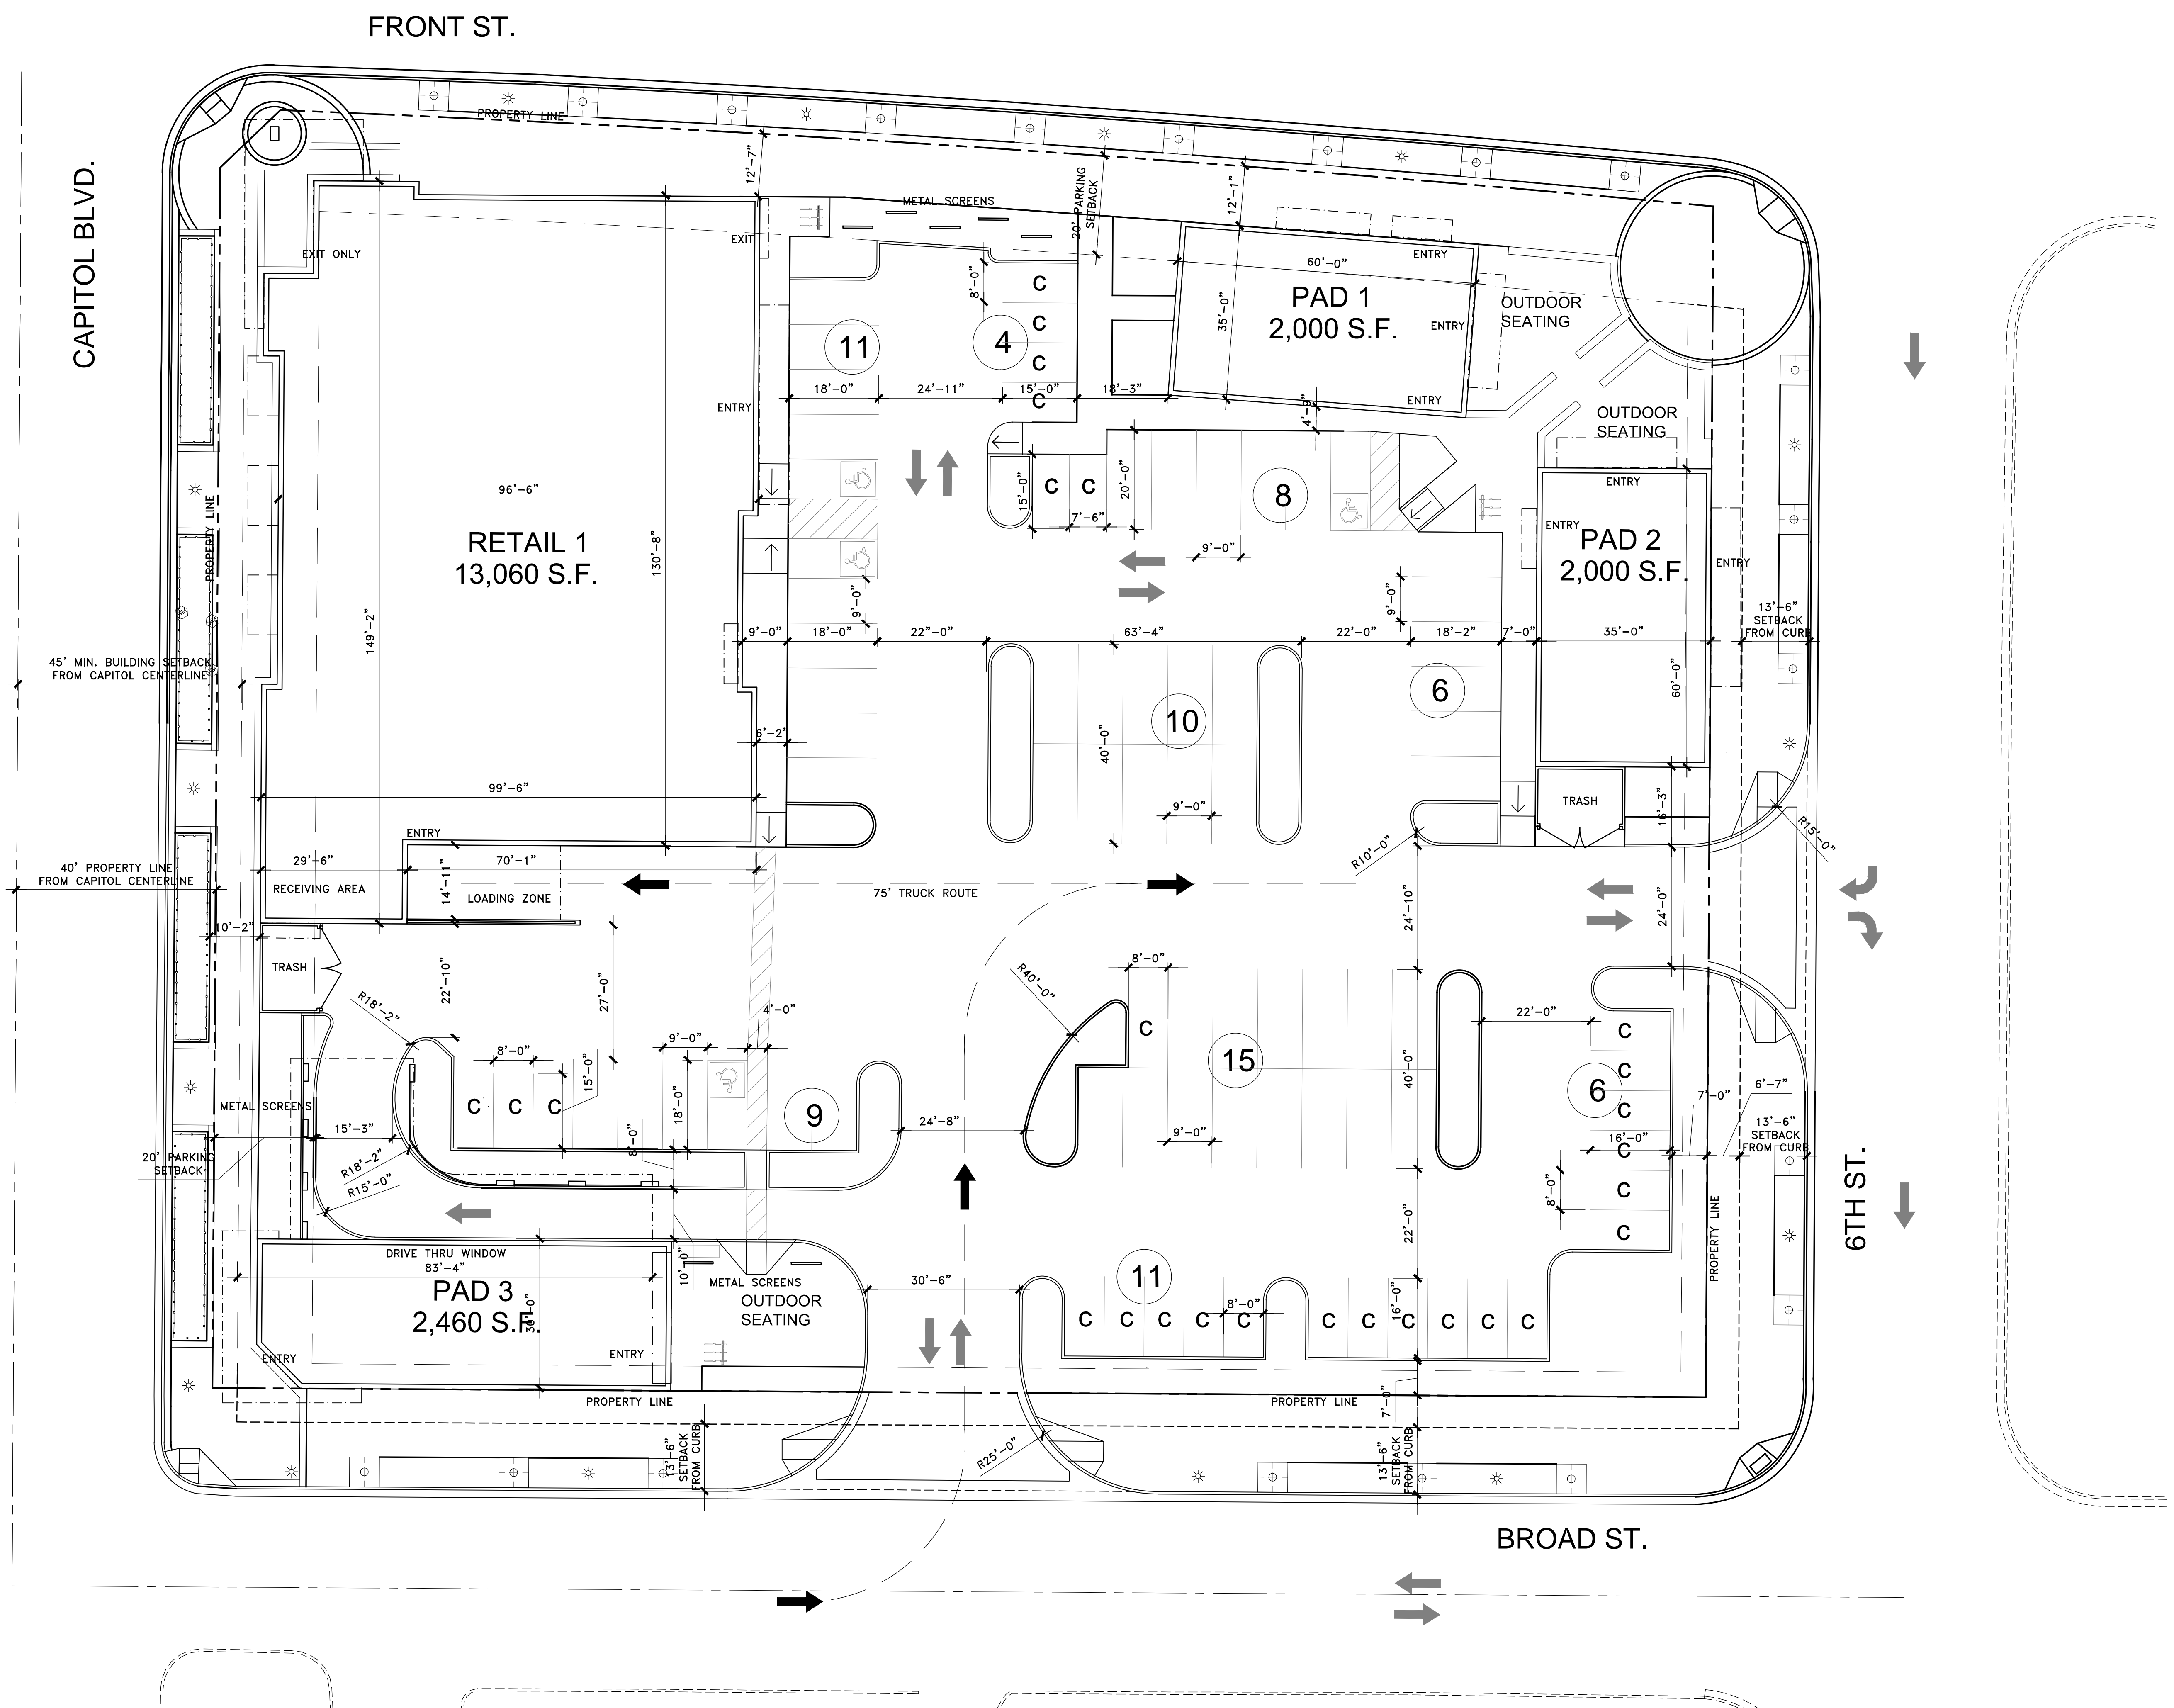 FRONT ST.
CAPITOL BLVD.
PROPERTY LINE
12'-7"
METAL SCREENS
20' PARKING
SETBACK
12'-1"
EXIT ONLY
EXIT
8'-0"
C
C
C
C
11
4
60'-0"
ENTRY
PAD 1
2,000 S.F.
35'-0"
ENTRY
OUTDOOR
SEATING
ENTRY
18'-0"
24'-11"
15'-0"
18'-3"
ENTRY
4'-9"
OUTDOOR
SEATING
96'-6"
RETAIL 1
13,060 S.F.
130'-8"
149'-2"
PROPERTY LINE
15'-0"
C
C
7'-6"
20'-0"
8
9'-0"
ENTRY
ENTRY
PAD 2
2,000 S.F.
ENTRY
9'-0"
9'-0"
9'-0"
18'-0"
22"-0"
63'-4"
22'-0"
18'-2"
7'-0"
35'-0"
13'-6"
SETBACK
FROM CURB
45' MIN. BUILDING SETBACK
FROM CAPITOL CENTERLINE
60'-0"
6
10
40'-0"
6'-2"
99'-6"
9'-0"
TRASH
16'-3"
R15'-0"
R10'-0"
ENTRY
29'-6"
70'-1"
14'-11"
40' PROPERTY LINE
FROM CAPITOL CENTERLINE
RECEIVING AREA
LOADING ZONE
75' TRUCK ROUTE
24'-10"
24'-0"
10'-2"
TRASH
22'-10"
27'-0"
R18'-2"
4'-0"
9'-0"
8'-0"
15'-0"
C
C
C
18'-0"
9
R40'-0"
8'-0"
C
15
9'-0"
40'-0"
22'-0"
C
C
6
C
C
C
C
16'-0"
8'-0"
7'-0"
6'-7"
13'-6"
SETBACK
FROM CURB
METAL SCREENS
15'-3"
20' PARKING
SETBACK
R18'-2"
R15'-0"
8'-0"
24'-8"
22'-0"
6TH ST.
PROPERTY LINE
DRIVE THRU WINDOW
83'-4"
PAD 3
2,460 S.F.
30'-0"
10'-0"
METAL SCREENS
OUTDOOR
SEATING
30'-6"
11
8'-0"
16'-0"
C C C C C C C C C C C
ENTRY
ENTRY
PROPERTY LINE
PROPERTY LINE
7'-0"
13'-6"
SETBACK
FROM CURB
R25'-0"
13'-6"
SETBACK
FROM CURB
BROAD ST.